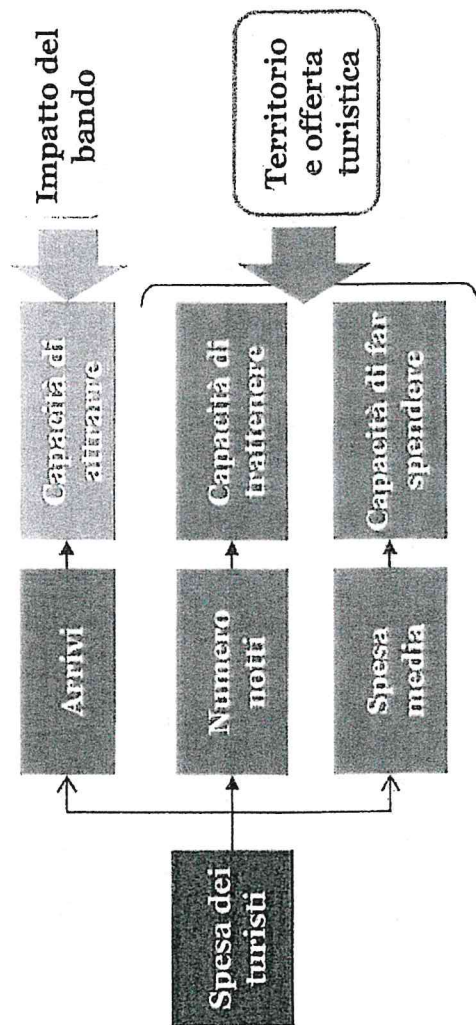 Spesa dei
turisti
Arrivi
Capacità di
attrarre
Impatto del
bando
Numero
notti
Capacità di
trattenere
Spesa
media
Capacità di far
spendere
Territorio
e offerta
turistica